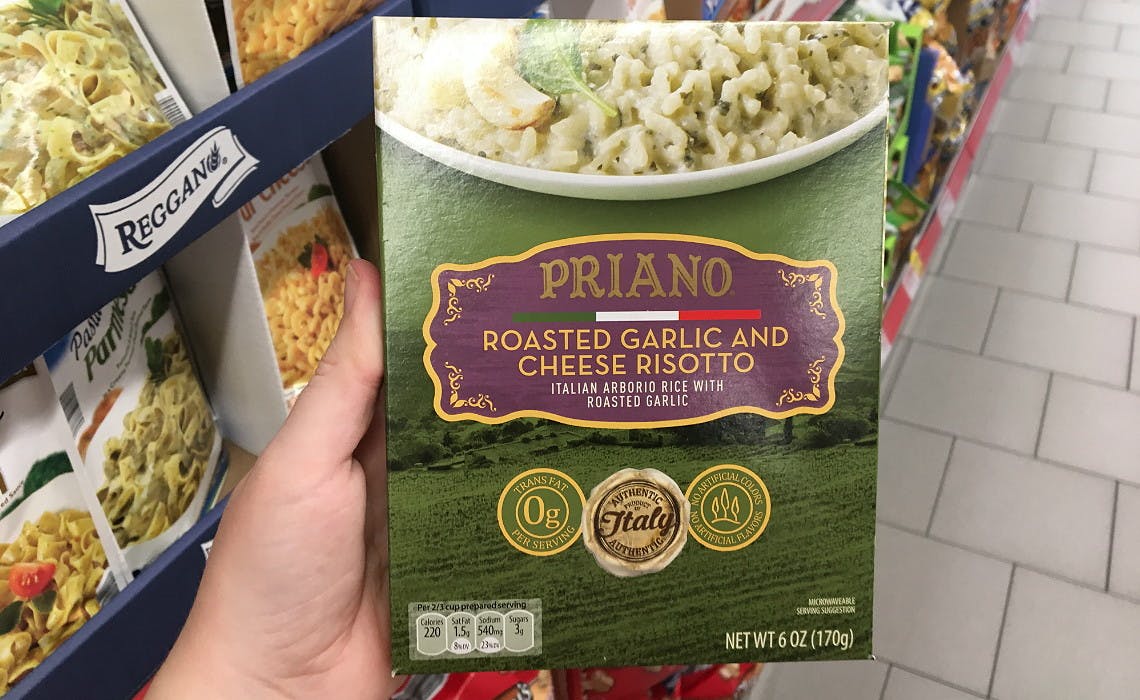 REGGANO®
Pasta
Parmesan
PRIANO
ROASTED GARLIC AND
CHEESE RISOTTO
ITALIAN ARBORIO RICE WITH
ROASTED GARLIC
TRANS FAT
0g
PER SERVING
AUTHENTIC
PRODUCT OF
Italy
AUTHENTIC
NO ARTIFICIAL COLORS
NO ARTIFICIAL FLAVORS
Per 2/3 cup prepared serving
Calories
220
Sat Fat
1.5g
8% DV
Sodium
540mg
23% DV
Sugars
3g
MICROWAVEABLE
SERVING SUGGESTION
NET WT 6 OZ (170g)